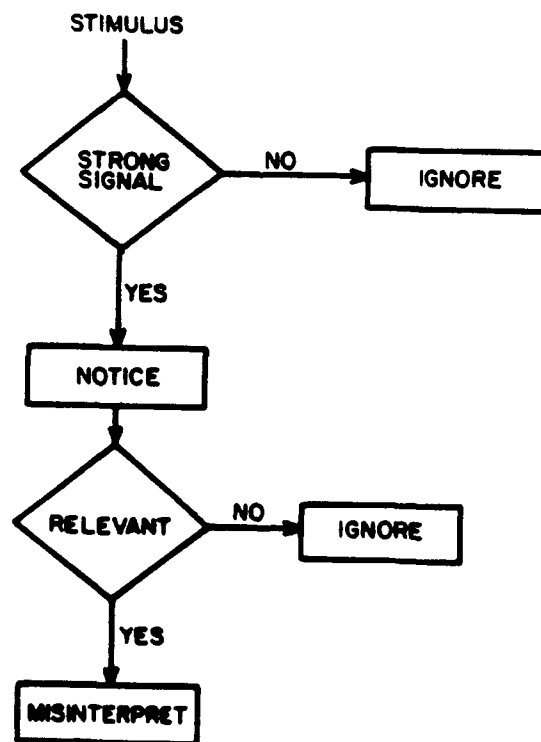 STIMULUS
STRONG
SIGNAL
NO
IGNORE
YES
NOTICE
RELEVANT
NO
IGNORE
YES
MISINTERPRET